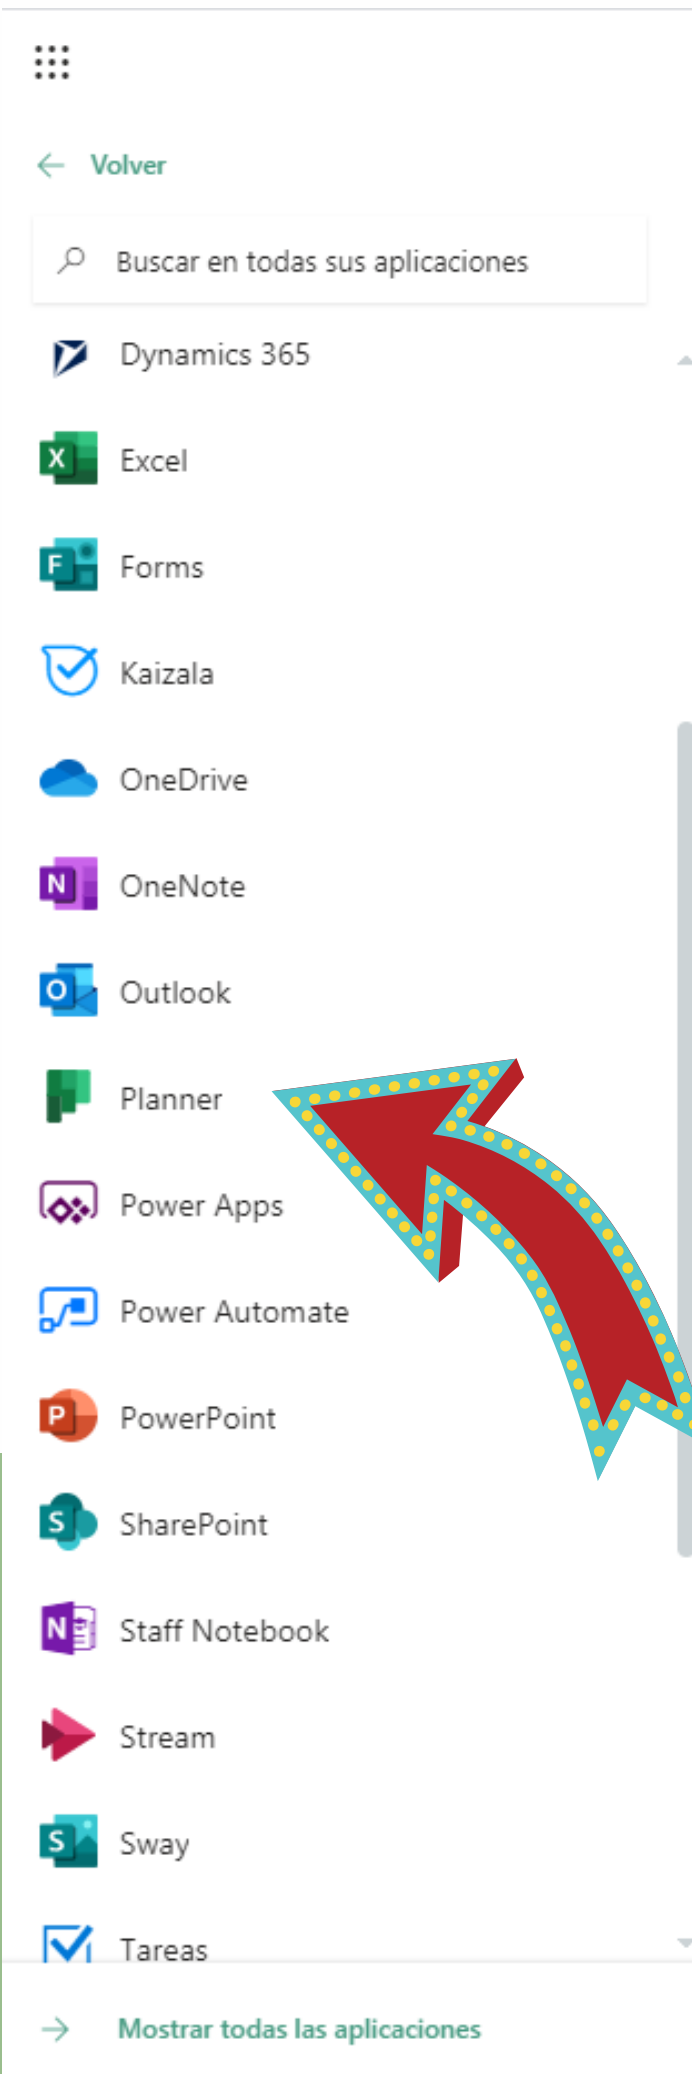 Volver
Buscar en todas sus aplicaciones
Dynamics 365
X Excel
F Forms
Kaizala
OneDrive
N OneNote
O Outlook
Planner
Power Apps
Power Automate
P PowerPoint
S SharePoint
N Staff Notebook
Stream
S Sway
Tareas
Mostrar todas las aplicaciones